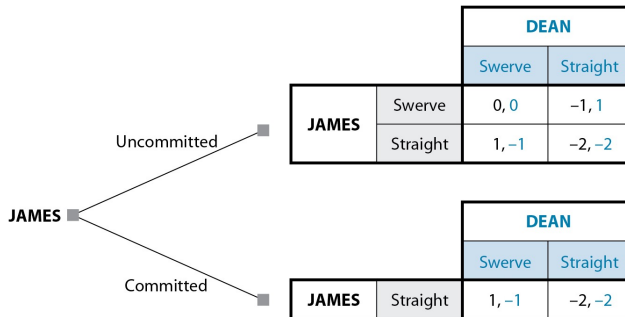 DEAN
Swerve Straight
JAMES Swerve 0, 0 –1, 1
Straight 1, –1 –2, –2
Uncommitted
JAMES
Committed
DEAN
Swerve Straight
JAMES Straight 1, –1 –2, –2